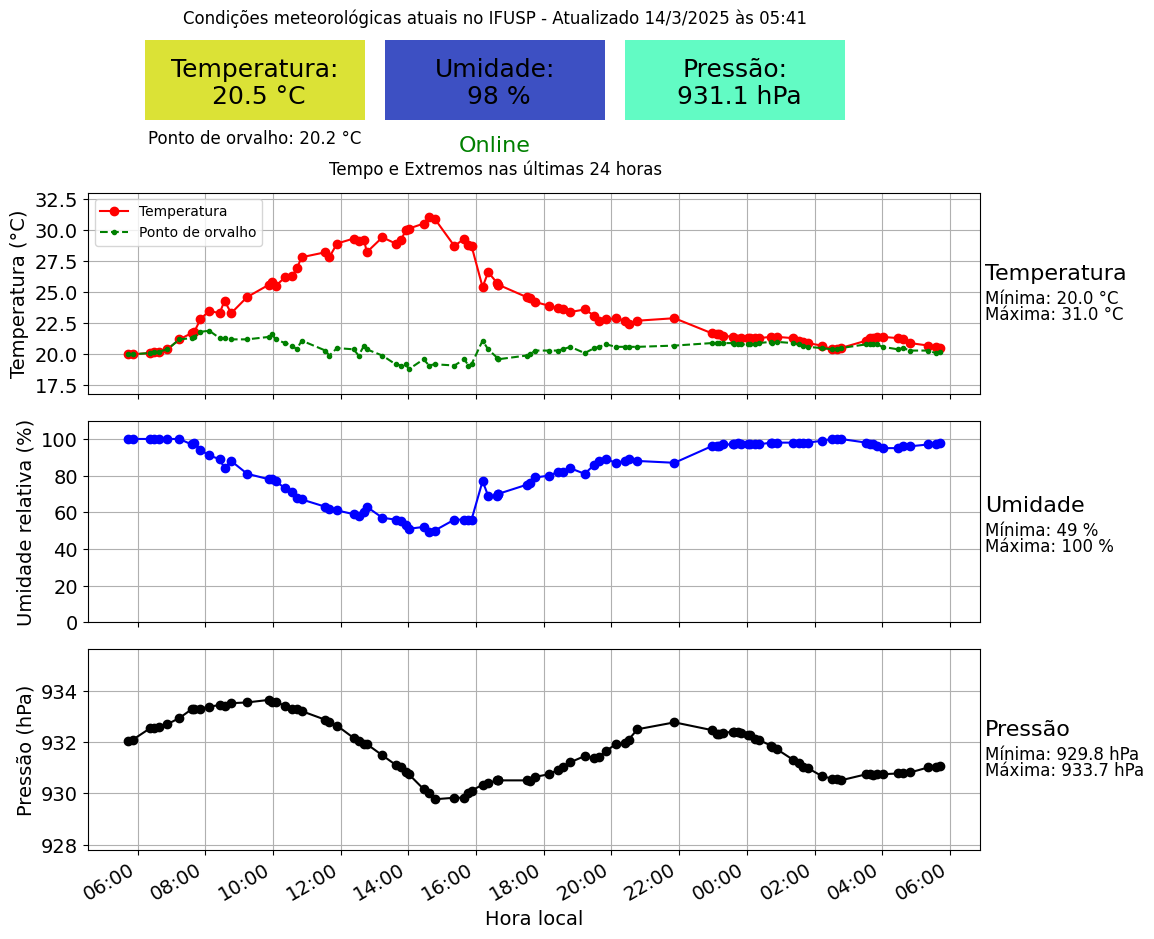 Condições meteorológicas atuais no IFUSP - Atualizado 14/3/2025 às 05:41
Temperatura:
20.5 °C
Umidade:
98 %
Pressão:
931.1 hPa
Ponto de orvalho: 20.2 °C
Online
Tempo e Extremos nas últimas 24 horas
Temperatura (°C)
32.5
30.0
27.5
25.0
22.5
20.0
17.5
Temperatura
Ponto de orvalho
Temperatura
Mínima: 20.0 °C
Máxima: 31.0 °C
Umidade relativa (%)
100
80
60
40
20
0
Umidade
Mínima: 49 %
Máxima: 100 %
Pressão (hPa)
934
932
930
928
Pressão
Mínima: 929.8 hPa
Máxima: 933.7 hPa
06:00 08:00 10:00 12:00 14:00 16:00 18:00 20:00 22:00 00:00 02:00 04:00 06:00
Hora local